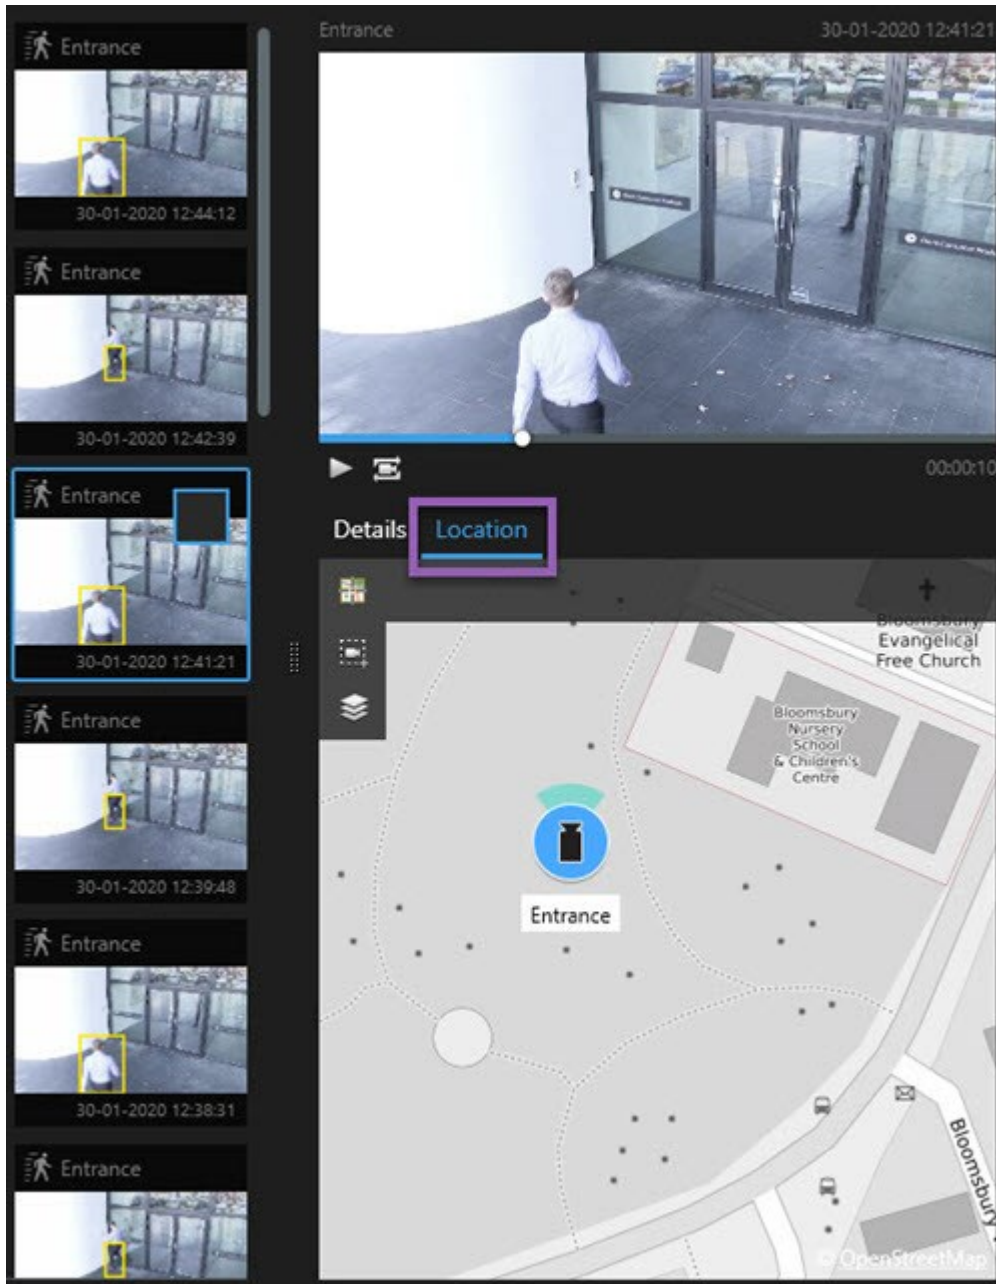 Entrance
30-01-2020 12:44:12
Entrance
30-01-2020 12:42:39
Entrance
30-01-2020 12:41:21
Entrance
30-01-2020 12:39:48
Entrance
30-01-2020 12:38:31
Entrance
Entrance
30-01-2020 12:41:21
00:00:10
Details
Location
Bloomsbury
Evangelical
Free Church
Bloomsbury
Nursery
School
& Children's
Centre
Entrance
Bloomsbury
© OpenStreetMap